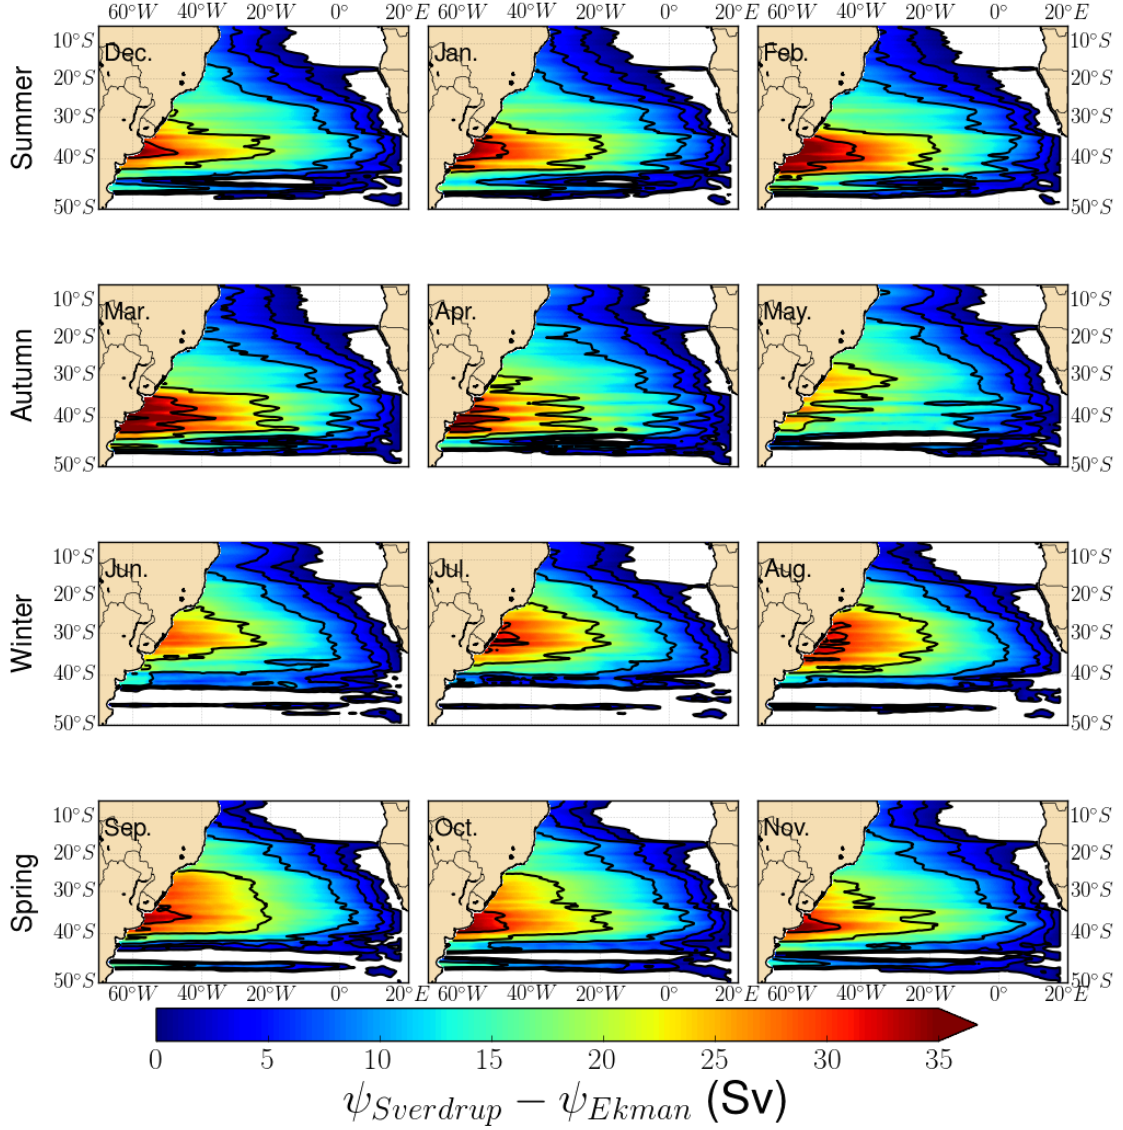 60°W 40°W 20°W 0° 20°E 60°W 40°W 20°W 0° 20°E 60°W 40°W 20°W 0° 20°E
Summer
10°S Dec. Jan. Feb. 10°S
20°S 20°S
30°S 30°S
40°S 40°S
50°S 50°S
Autumn
10°S Mar. Apr. May. 10°S
20°S 20°S
30°S 30°S
40°S 40°S
50°S 50°S
Winter
10°S Jun. Jul. Aug. 10°S
20°S 20°S
30°S 30°S
40°S 40°S
50°S 50°S
Spring
10°S Sep. Oct. Nov. 10°S
20°S 20°S
30°S 30°S
40°S 40°S
50°S 50°S
60°W 40°W 20°W 0° 20°E 60°W 40°W 20°W 0° 20°E 60°W 40°W 20°W 0° 20°E
0 5 10 15 20 25 30 35
ψSverdrup − ψEkman (Sv)